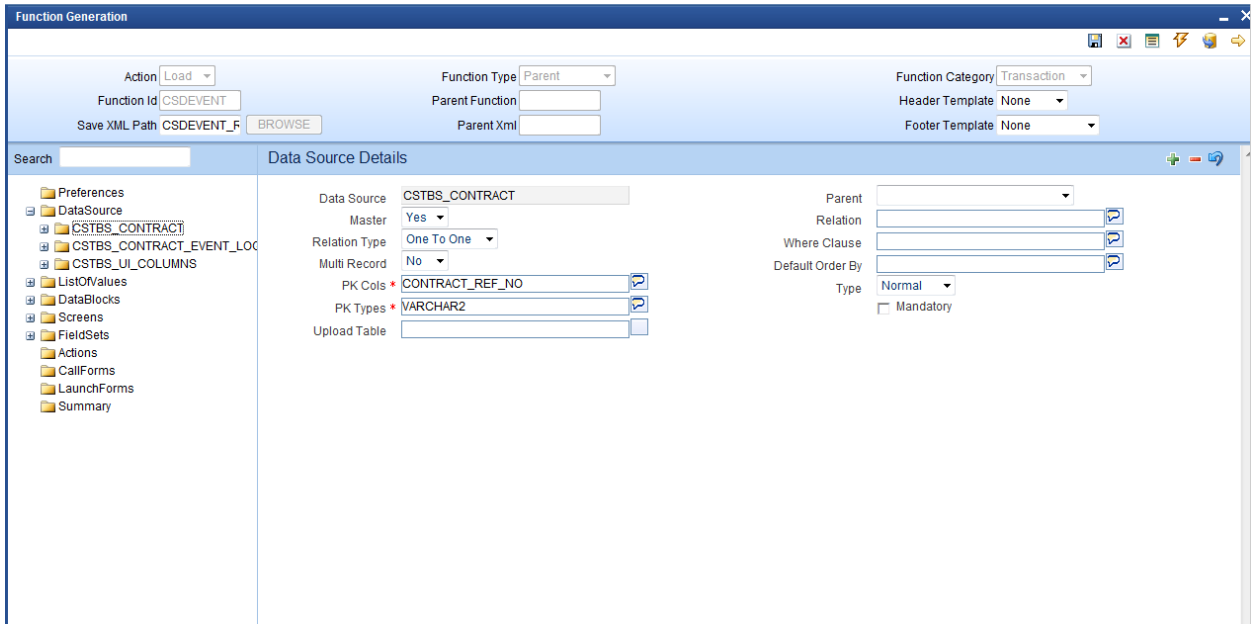 Function Generation
Action Load Function Type Parent Function Category Transaction
Function Id CSDEVENT Parent Function Header Template None
Save XML Path CSDEVENT_R BROWSE Parent Xml Footer Template None
Search Data Source Details
Preferences
DataSource
CSTBS_CONTRACT
CSTBS_CONTRACT_EVENT_LOG
CSTBS_UI_COLUMNS
ListOfValues
DataBlocks
Screens
FieldSets
Actions
CallForms
LaunchForms
Summary
Data Source CSTBS_CONTRACT
Master Yes
Relation Type One To One
Multi Record No
PK Cols * CONTRACT_REF_NO
PK Types * VARCHAR2
Upload Table
Parent
Relation
Where Clause
Default Order By
Type Normal
Mandatory